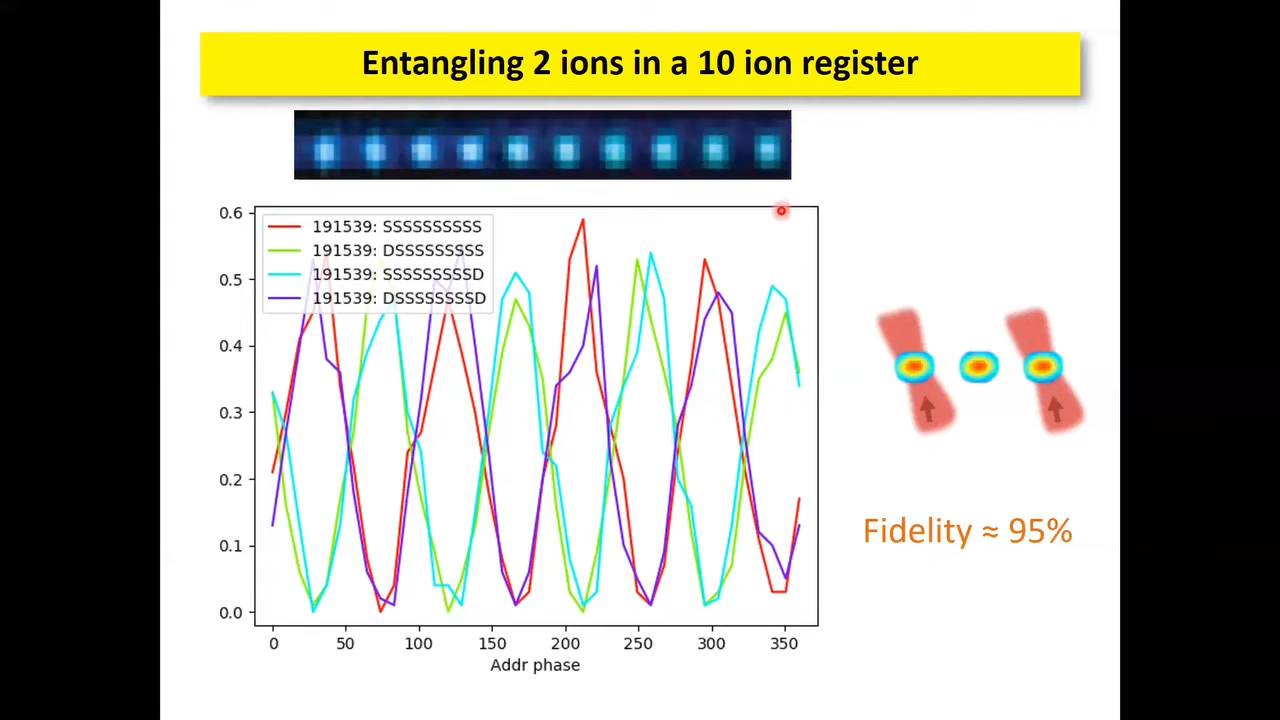 Entangling 2 ions in a 10 ion register
0.6
0.5
0.4
0.3
0.2
0.1
0.0
191539: SSSSSSSSSS
191539: DSSSSSSSSS
191539: SSSSSSSSSD
191539: DSSSSSSSSD
0 50 100 150 200 250 300 350
Addr phase
Fidelity ≈ 95%